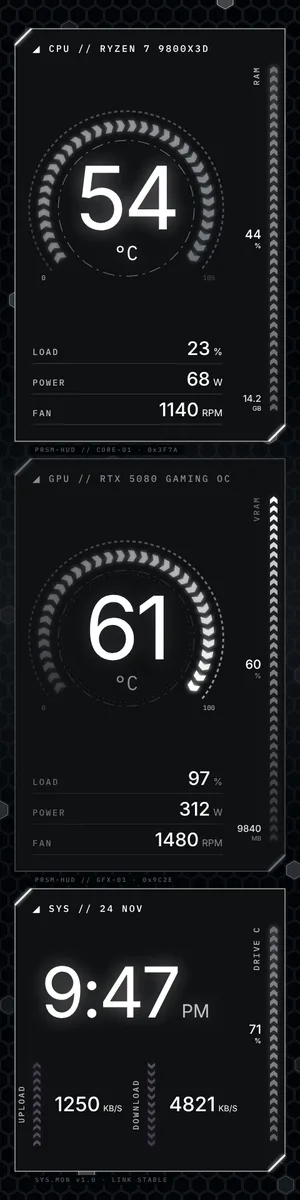 CPU // RYZEN 7 9800X3D
RAM
54
°C
0
105
44
%
LOAD 23 %
POWER 68 W
FAN 1140 RPM
14.2
GB
PRSM-HUD // CORE-01 · 0x3F7A
GPU // RTX 5080 GAMING OC
VRAM
61
°C
0
100
60
%
LOAD 97 %
POWER 312 W
FAN 1480 RPM
9840
MB
PRSM-HUD // GFX-01 · 0x9C2E
SYS // 24 NOV
DRIVE C
9:47 PM
71
%
UPLOAD
1250 KB/S
DOWNLOAD
4821 KB/S
SYS.MON v1.0 · LINK STABLE